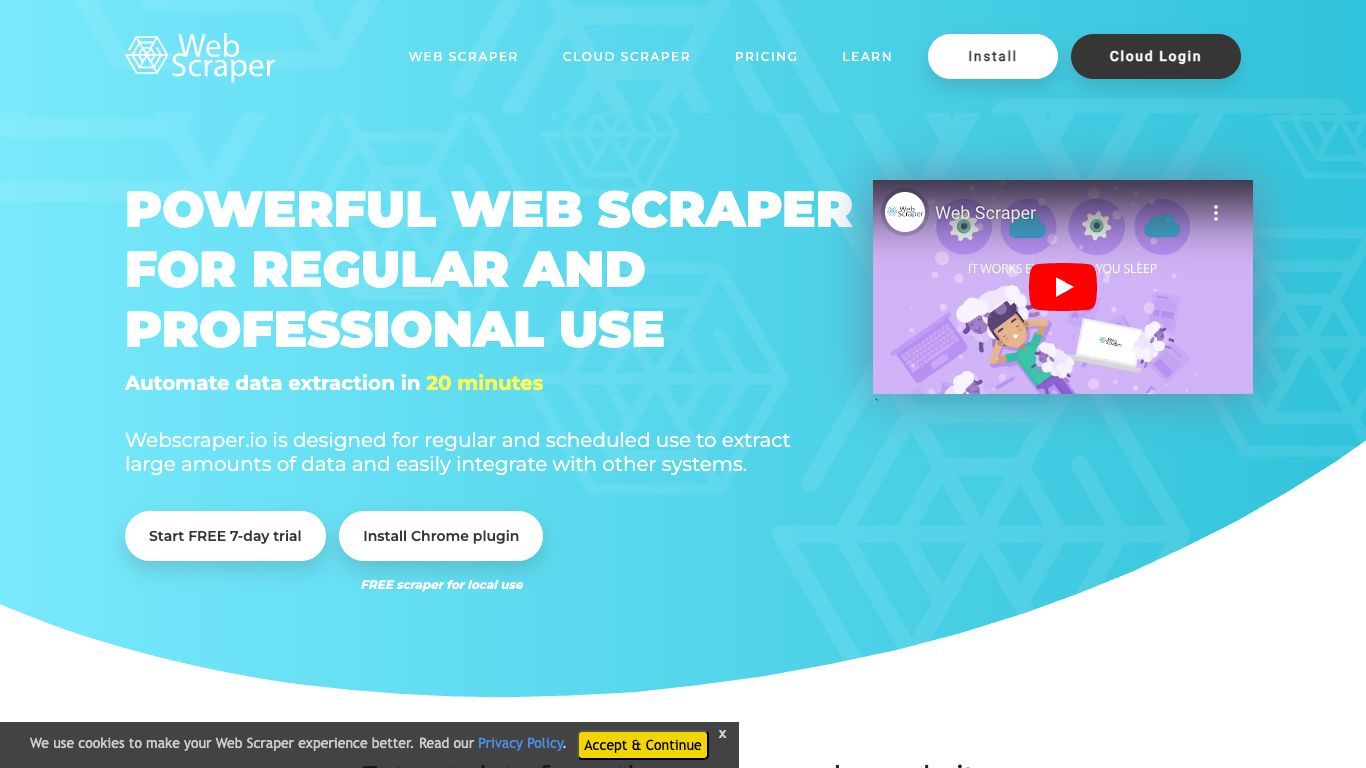 Web
Scraper
WEB SCRAPER
CLOUD SCRAPER
PRICING
LEARN
Install
Cloud Login
POWERFUL WEB SCRAPER
FOR REGULAR AND
PROFESSIONAL USE
Automate data extraction in 20 minutes
Webscraper.io is designed for regular and scheduled use to extract
large amounts of data and easily integrate with other systems.
Start FREE 7-day trial
Install Chrome plugin
FREE scraper for local use
Web
Scraper
Web Scraper
IT WORKS
YOU SLEEP
Web
Scraper
We use cookies to make your Web Scraper experience better. Read our Privacy Policy.
Accept & Continue
x